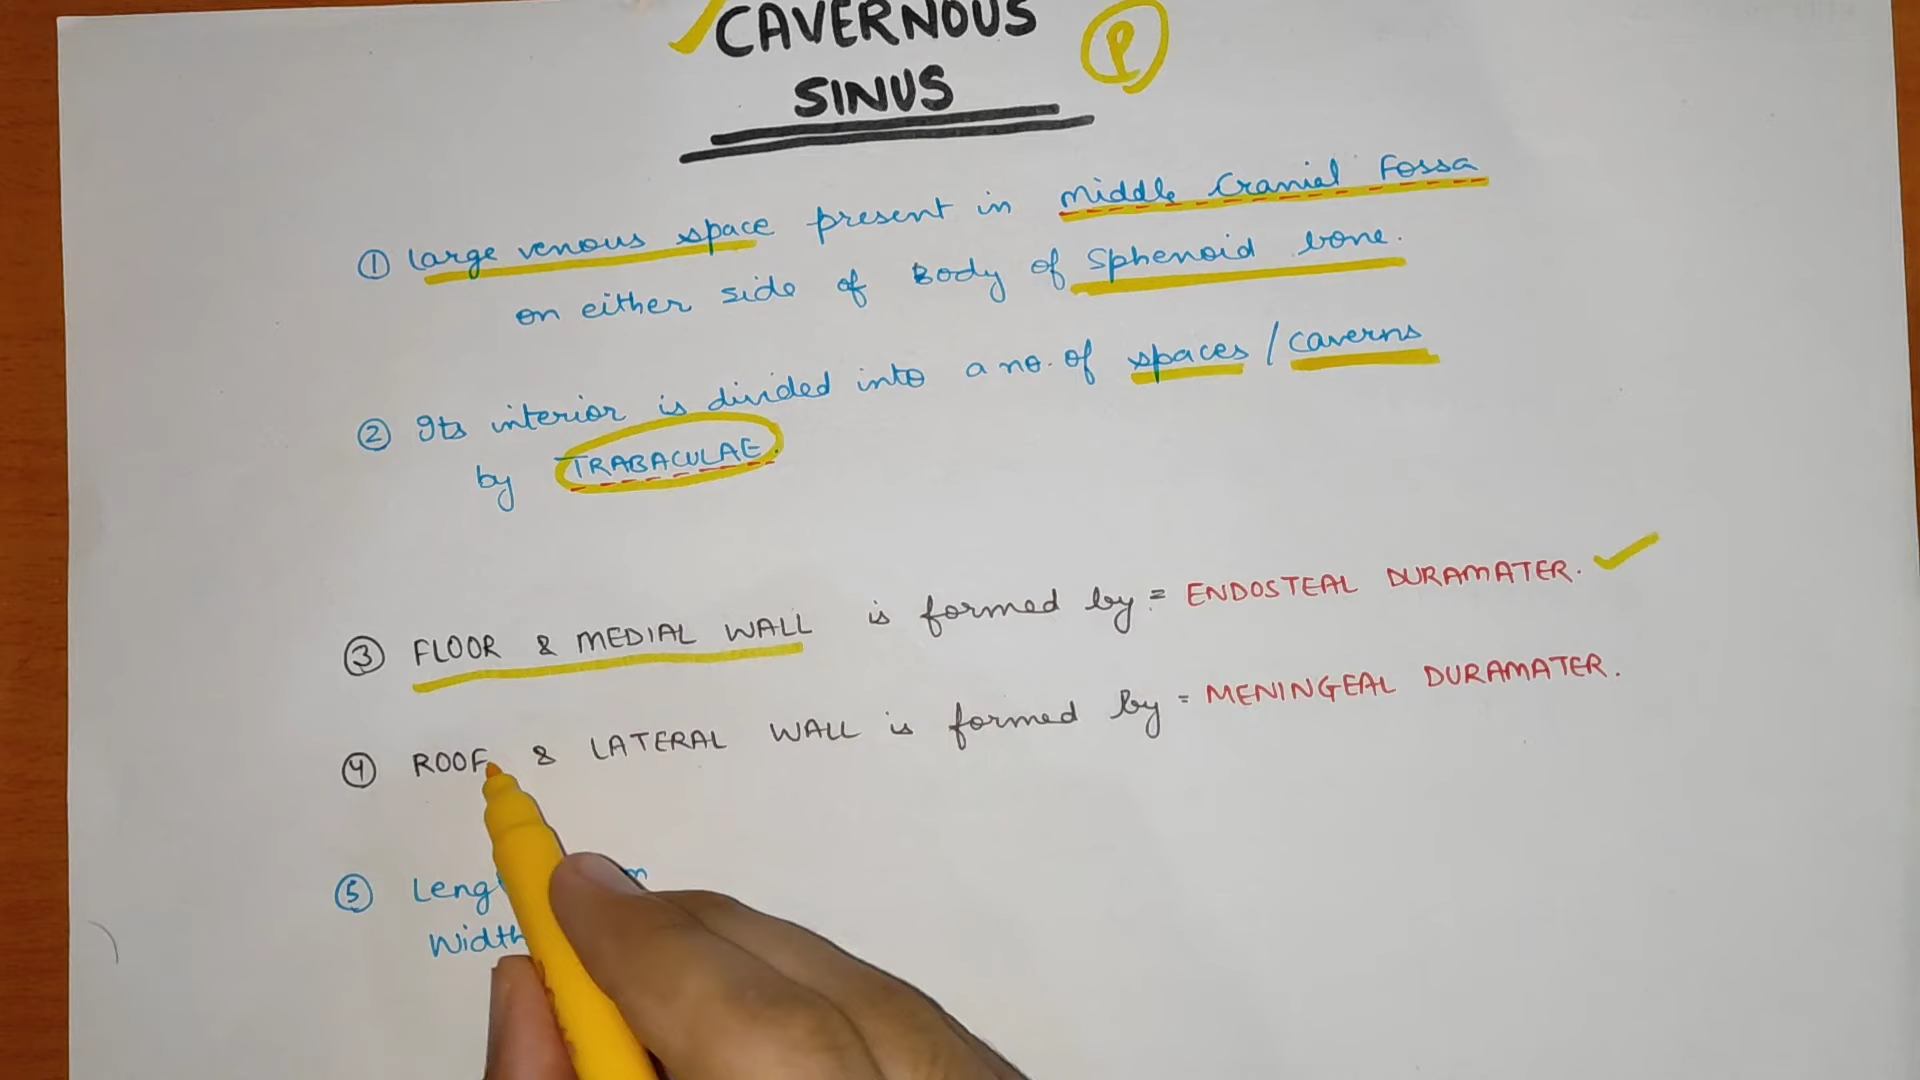 CAVERNOUS
SINUS
P
① Large venous space present in middle Cranial Fossa
on either side of Body of Sphenoid bone.
② Its interior is divided into a no. of spaces / caverns
by TRABACULAE.
③ FLOOR & MEDIAL WALL is formed by = ENDOSTEAL DURAMATER.
④ ROOF & LATERAL WALL is formed by = MENINGEAL DURAMATER.
⑤
Width